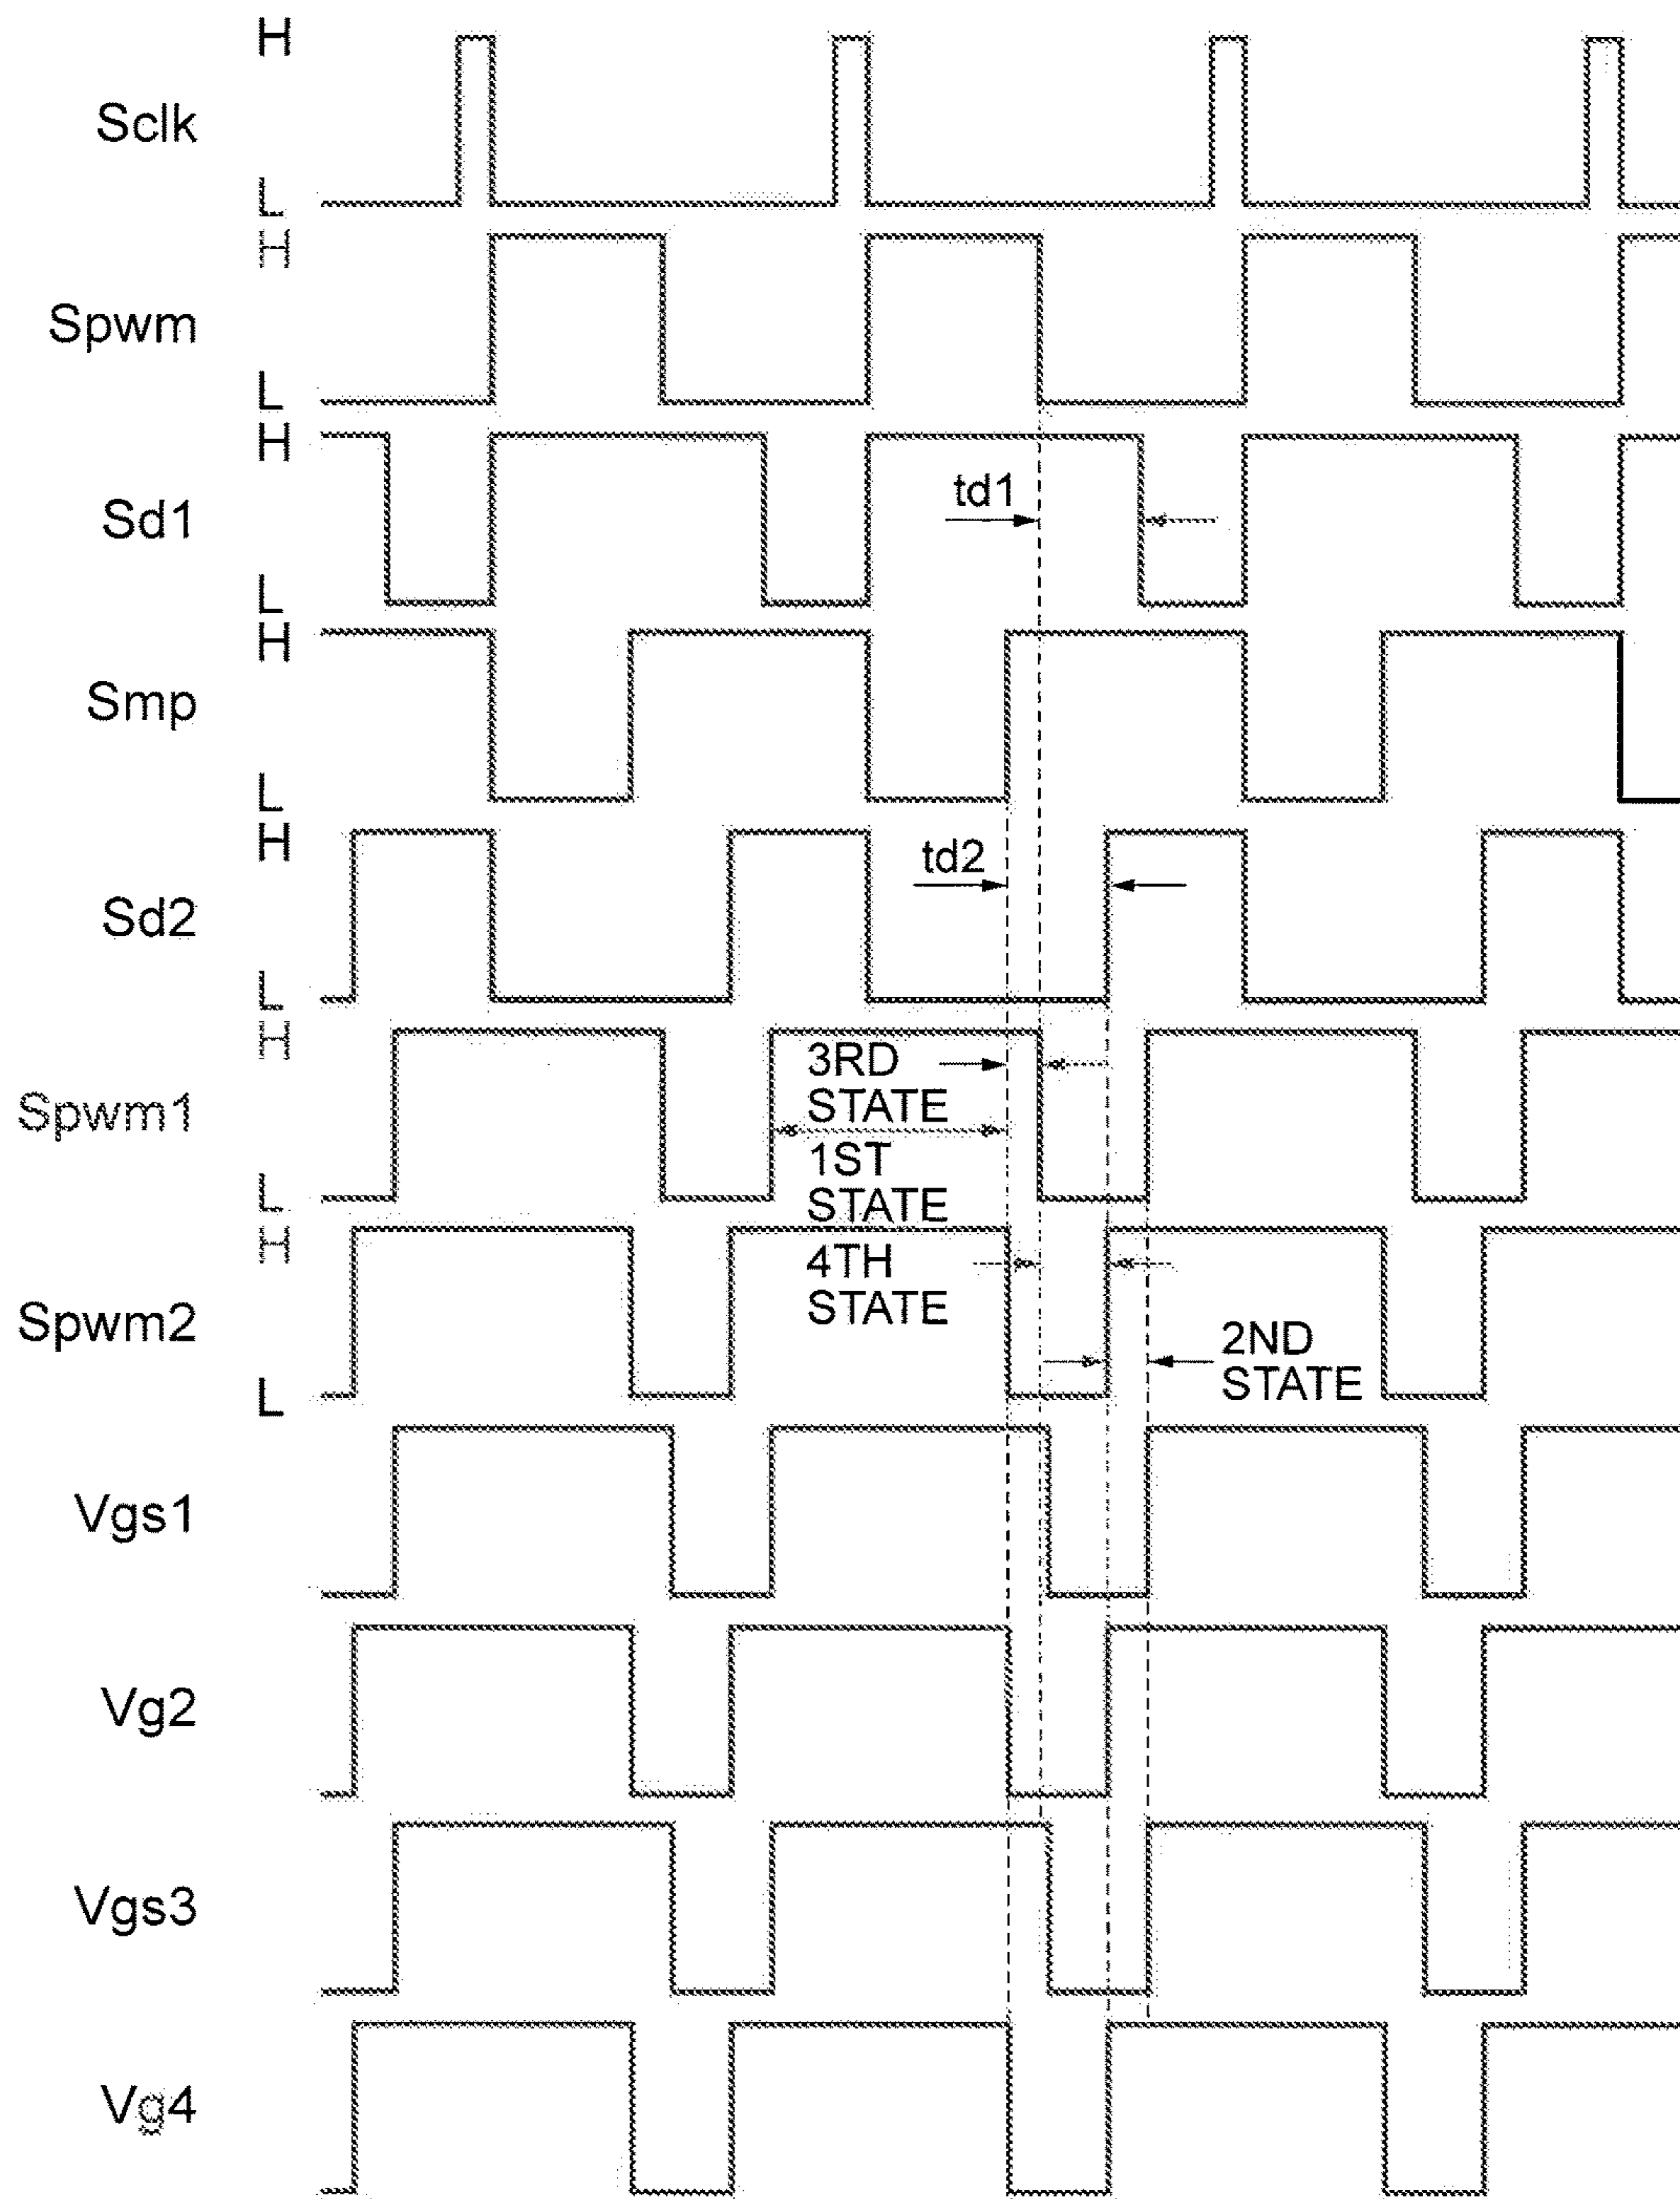 H
Sclk
L
H
Spwm
L
H
td1
Sd1
L
H
Smp
L
H
td2
Sd2
L
H
3RD
STATE
Spwm1
1ST
STATE
L
H
4TH
STATE
Spwm2
2ND
STATE
L
Vgs1
Vg2
Vgs3
Vg4